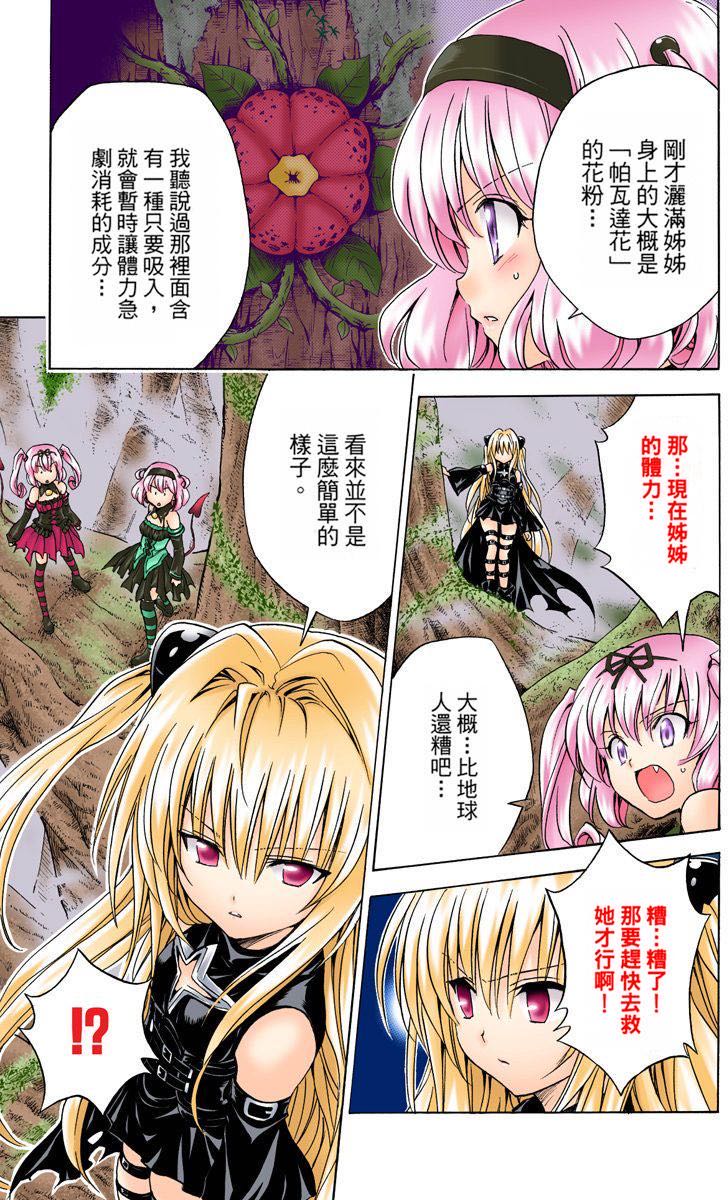 剛才灑滿姊姊
身上的大概是
「帕瓦達花」
的花粉…
我聽說過那裡面含
有一種只要吸入，
就會暫時讓體力急
劇消耗的成分…
那…現在姊姊
的體力…
大概…比地球
人還糟吧…
看來並不是
這麼簡單的
樣子。
糟…糟了！
那要趕快去救
她才行啊！
!?